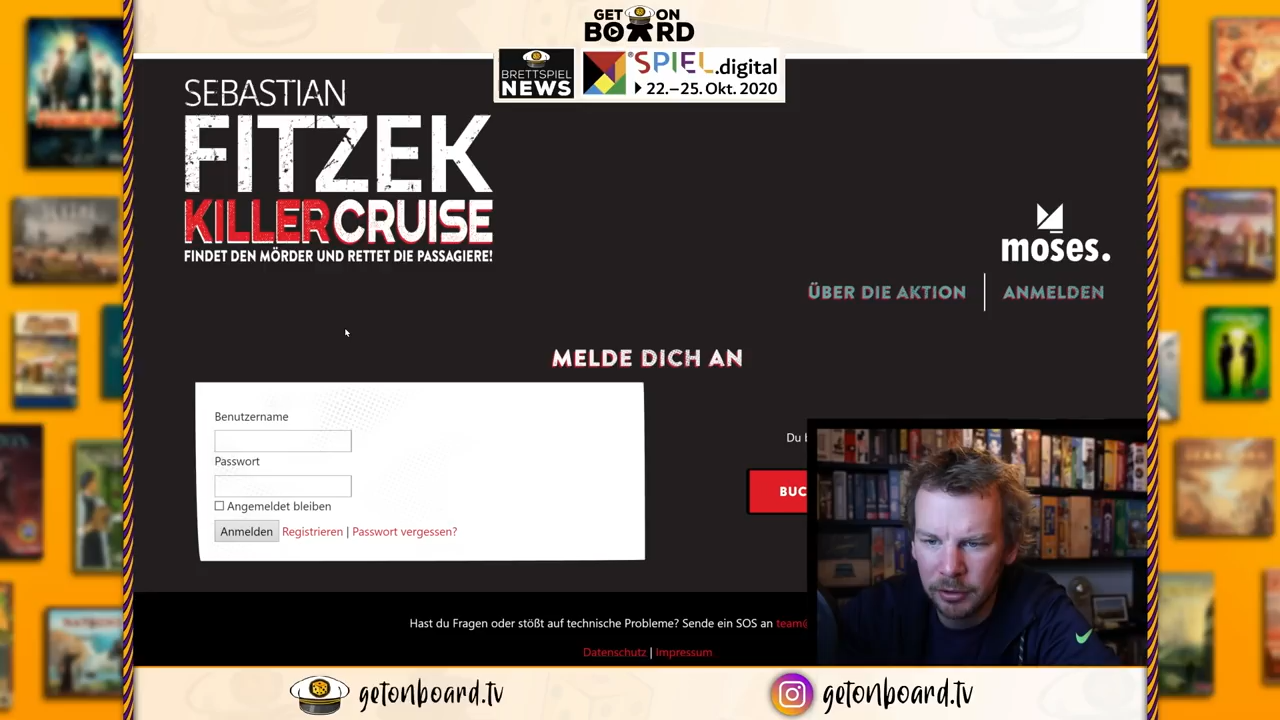 GET ON
BOARD
BRETTSPIEL
NEWS
SPIEL.digital
22.–25. Okt. 2020
SEBASTIAN
FITZEK
KILLERCRUISE
FINDET DEN MÖRDER UND RETTET DIE PASSAGIERE!
moses.
ÜBER DIE AKTION
ANMELDEN
MELDE DICH AN
Benutzername
Passwort
Angemeldet bleiben
Anmelden Registrieren | Passwort vergessen?
Du
Hast du Fragen oder stößt auf technische Probleme? Sende ein SOS an
Datenschutz | Impressum
getonboard.tv
getonboard.tv